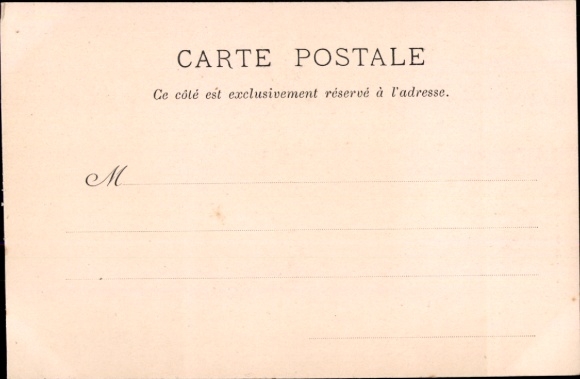 CARTE POSTALE
Ce côté est exclusivement réservé à l'adresse.
M